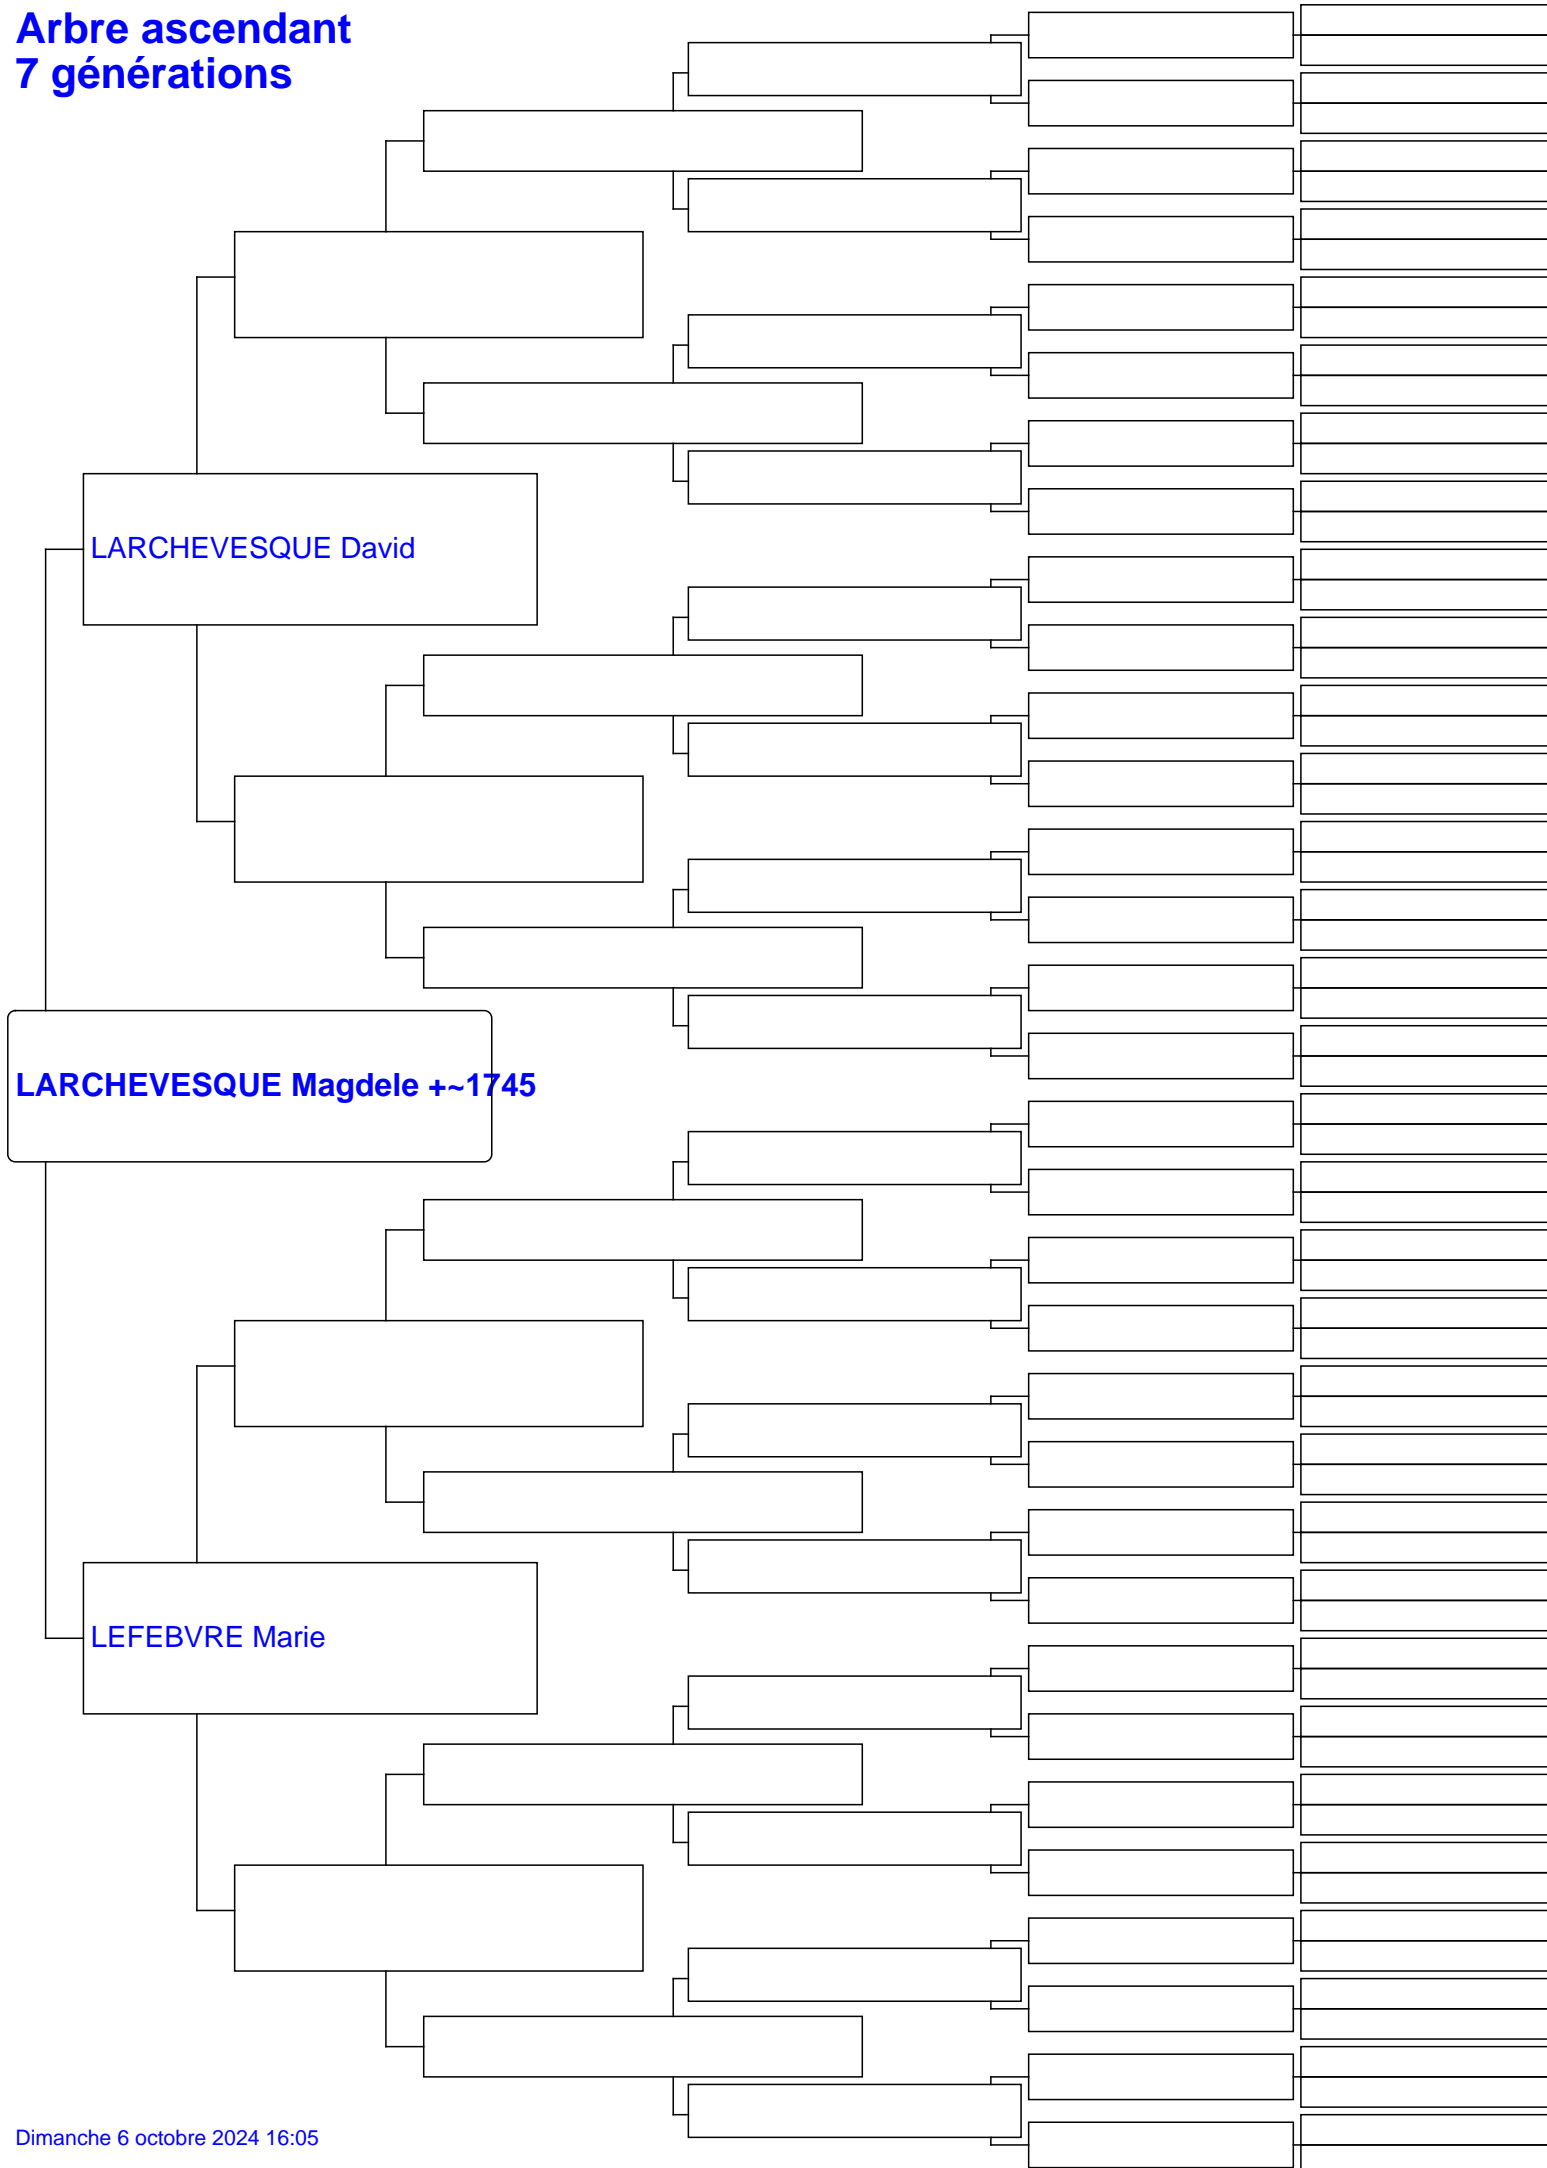 Arbre ascendant
7 générations
LARCHEVESQUE David
LARCHEVESQUE Magdele +~1745
LEFEBVRE Marie
Dimanche 6 octobre 2024 16:05